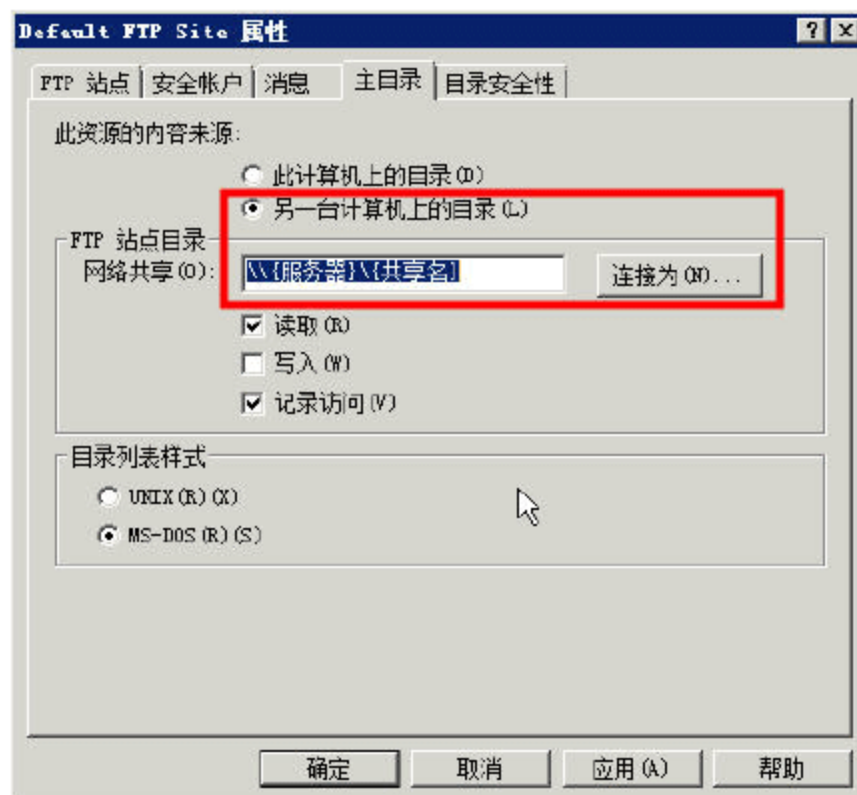 Default FTP Site 属性
FTP 站点 安全帐户 消息 主目录 目录安全性
此资源的内容来源:
此计算机上的目录(D)
另一台计算机上的目录(L)
FTP 站点目录
网络共享(O): \\{服务器}\{共享名} 连接为(N)...
读取(R)
写入(W)
记录访问(V)
目录列表样式
UNIX(R)(X)
MS-DOS(R)(S)
确定 取消 应用(A) 帮助